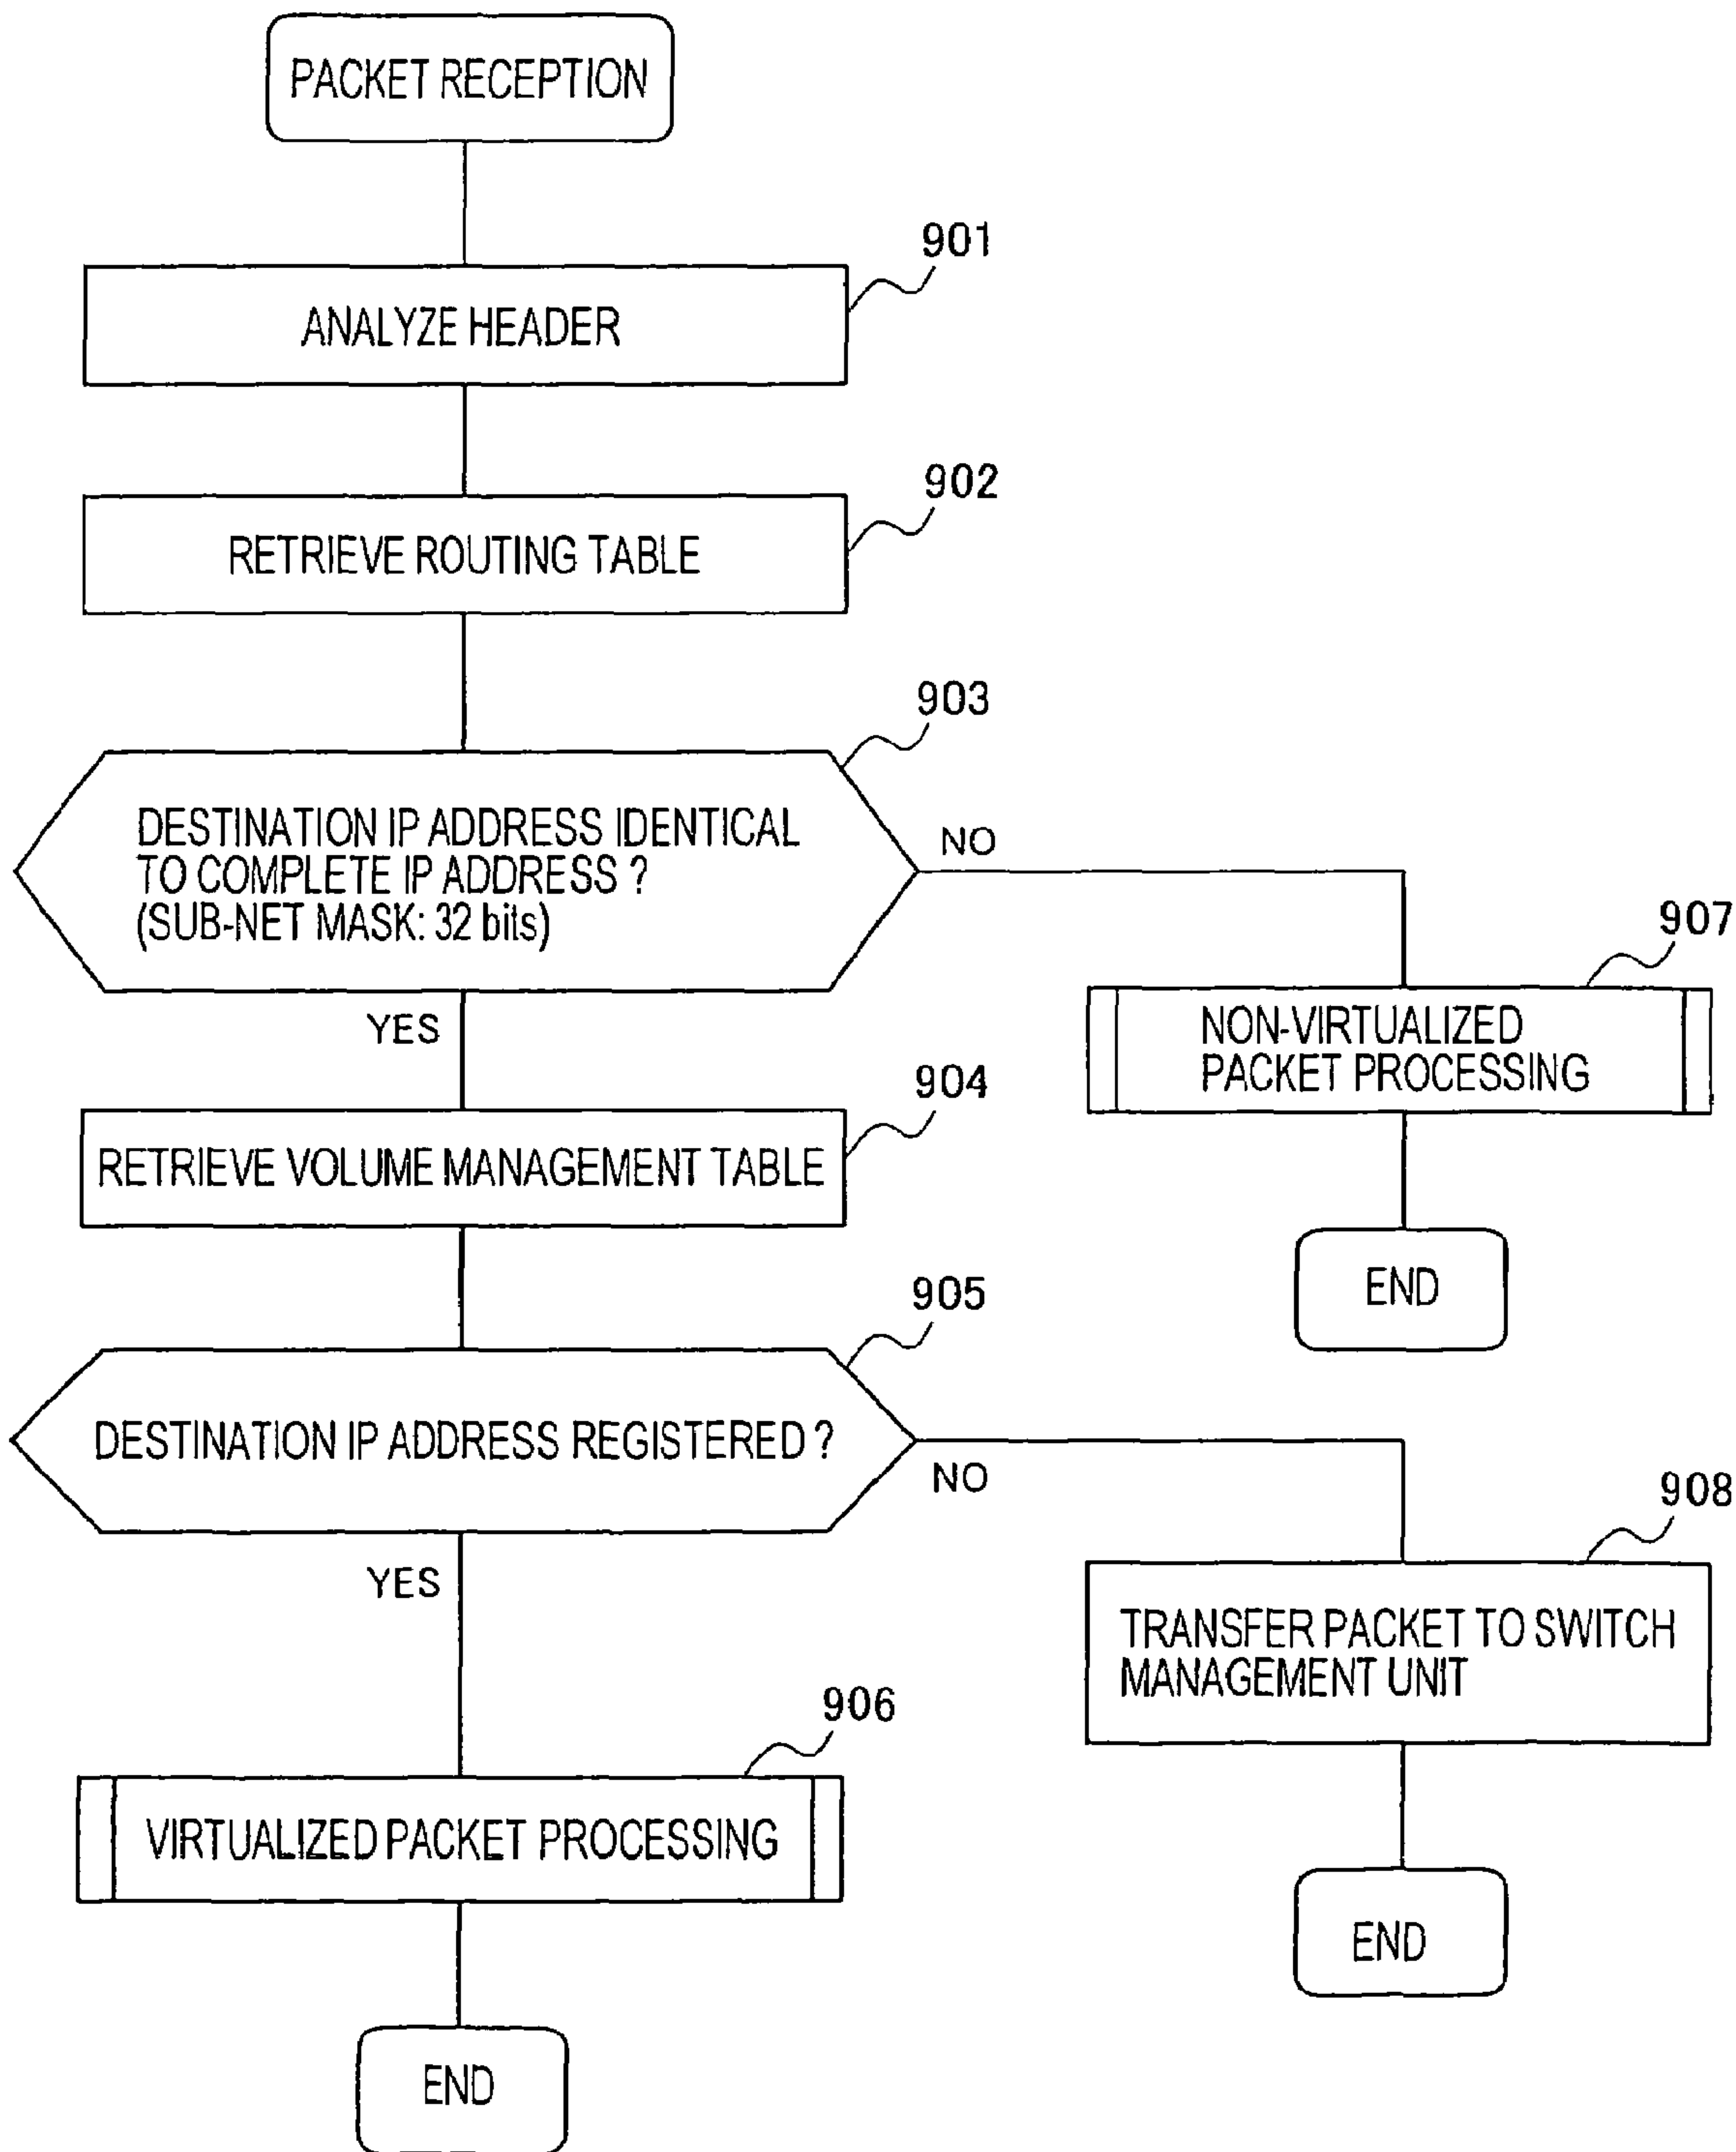 PACKET RECEPTION
901
ANALYZE HEADER
902
RETRIEVE ROUTING TABLE
903
DESTINATION IP ADDRESS IDENTICAL
TO COMPLETE IP ADDRESS ?
(SUB-NET MASK: 32 bits)
NO
907
NON-VIRTUALIZED
PACKET PROCESSING
END
YES
904
RETRIEVE VOLUME MANAGEMENT TABLE
905
DESTINATION IP ADDRESS REGISTERED ?
NO
908
TRANSFER PACKET TO SWITCH
MANAGEMENT UNIT
END
YES
906
VIRTUALIZED PACKET PROCESSING
END